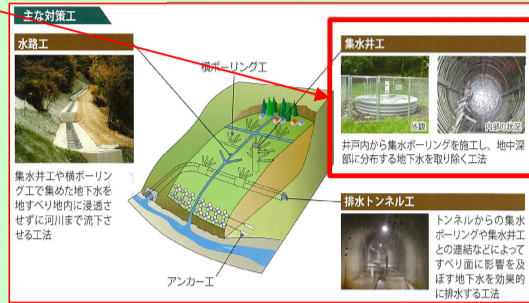 主な対策工
水路工
集水井工や横ボーリン
グ工で集めた地下水を
地すべり地内に浸透さ
せずに河川まで流下さ
せる工法
横ボーリング工
アンカー工
集水井工
外観
内部の状況
井戸内から集水ボーリングを施工し、地中深
部に分布する地下水を取り除く工法
排水トンネル工
トンネルからの集水
ボーリングや集水井工
との連結などによって
すべり面に影響を及
ぼす地下水を効果的
に排水する工法